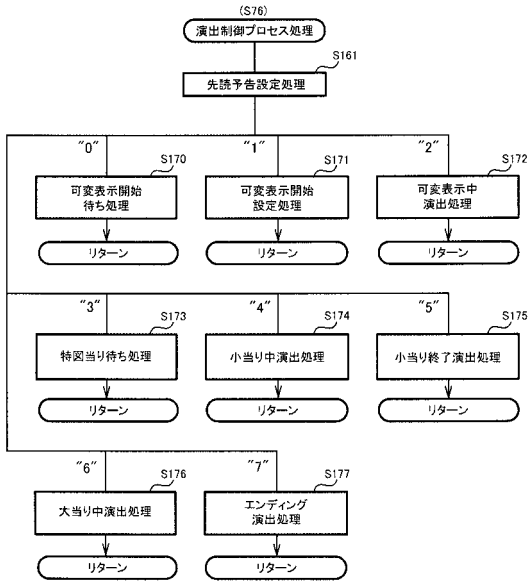 (S76)
演出制御プロセス処理
S161
先読予告設定処理
"0"
"1"
"2"
S170
S171
S172
可変表示開始
待ち処理
可変表示開始
設定処理
可変表示中
演出処理
リターン
リターン
リターン
"3"
"4"
"5"
S173
S174
S175
特図当り待ち処理
小当り中演出処理
小当り終了演出処理
リターン
リターン
リターン
"6"
"7"
S176
S177
大当り中演出処理
エンディング
演出処理
リターン
リターン